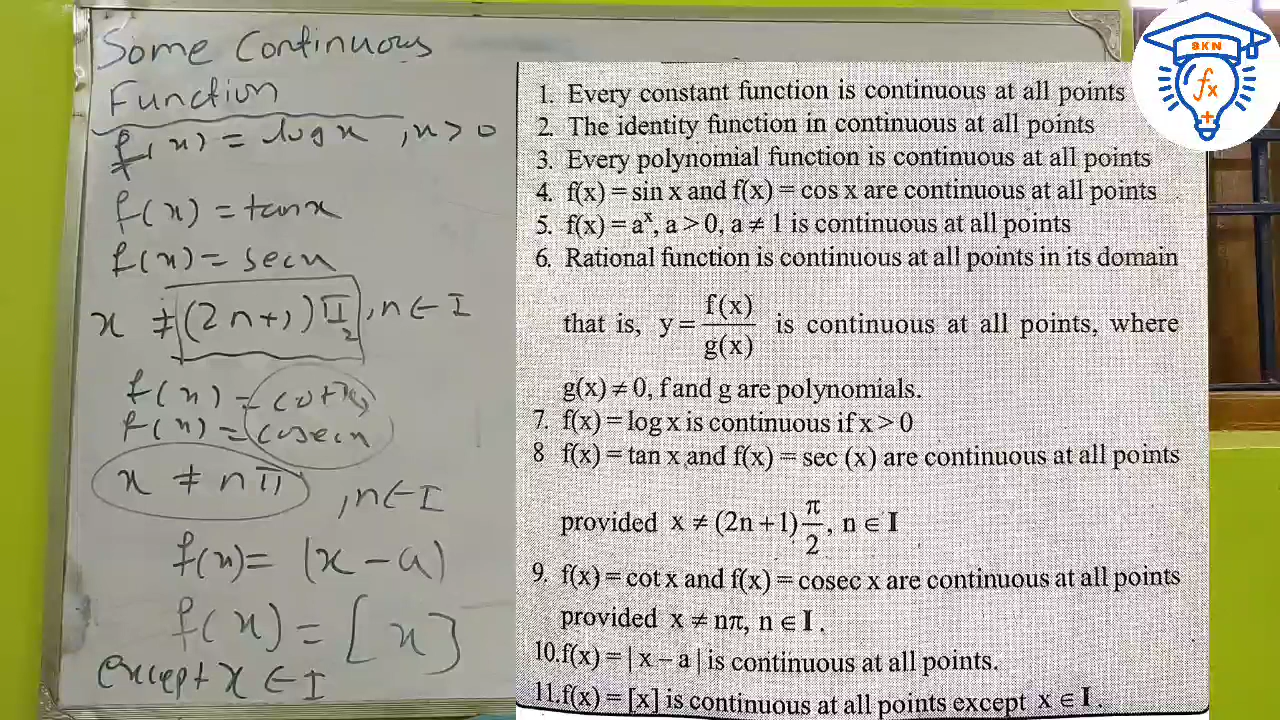 Some Continuous
Function
f(x) = log x , x > 0
f(x) = tan x
f(x) = sec x
x ≠ (2n+1) π/2 , n ∈ I
f(x) = cot x
f(x) = cosec x
x ≠ nπ , n ∈ I
f(x) = |x - a|
f(x) = [x]
except x ∈ I
1 Every constant function is continuous at all points
2. The identity function in continuous at all points
3. Every polynomial function is continuous at all points
4. f(x) = sin x and f(x) = cos x are continuous at all points
5. f(x) = aˣ, a > 0, a ≠ 1 is continuous at all points
6. Rational function is continuous at all points in its domain
that is, y = f(x)/g(x) is continuous at all points, where
g(x) ≠ 0, f and g are polynomials.
7. f(x) = log x is continuous if x > 0
8 f(x) = tan x and f(x) = sec (x) are continuous at all points
provided x ≠ (2n + 1) π/2, n ∈ I
9. f(x) = cot x and f(x) = cosec x are continuous at all points
provided x ≠ nπ, n ∈ I.
10. f(x) = | x – a | is continuous at all points.
11. f(x) = [x] is continuous at all points except x ∈ I.
AKN
fx
+